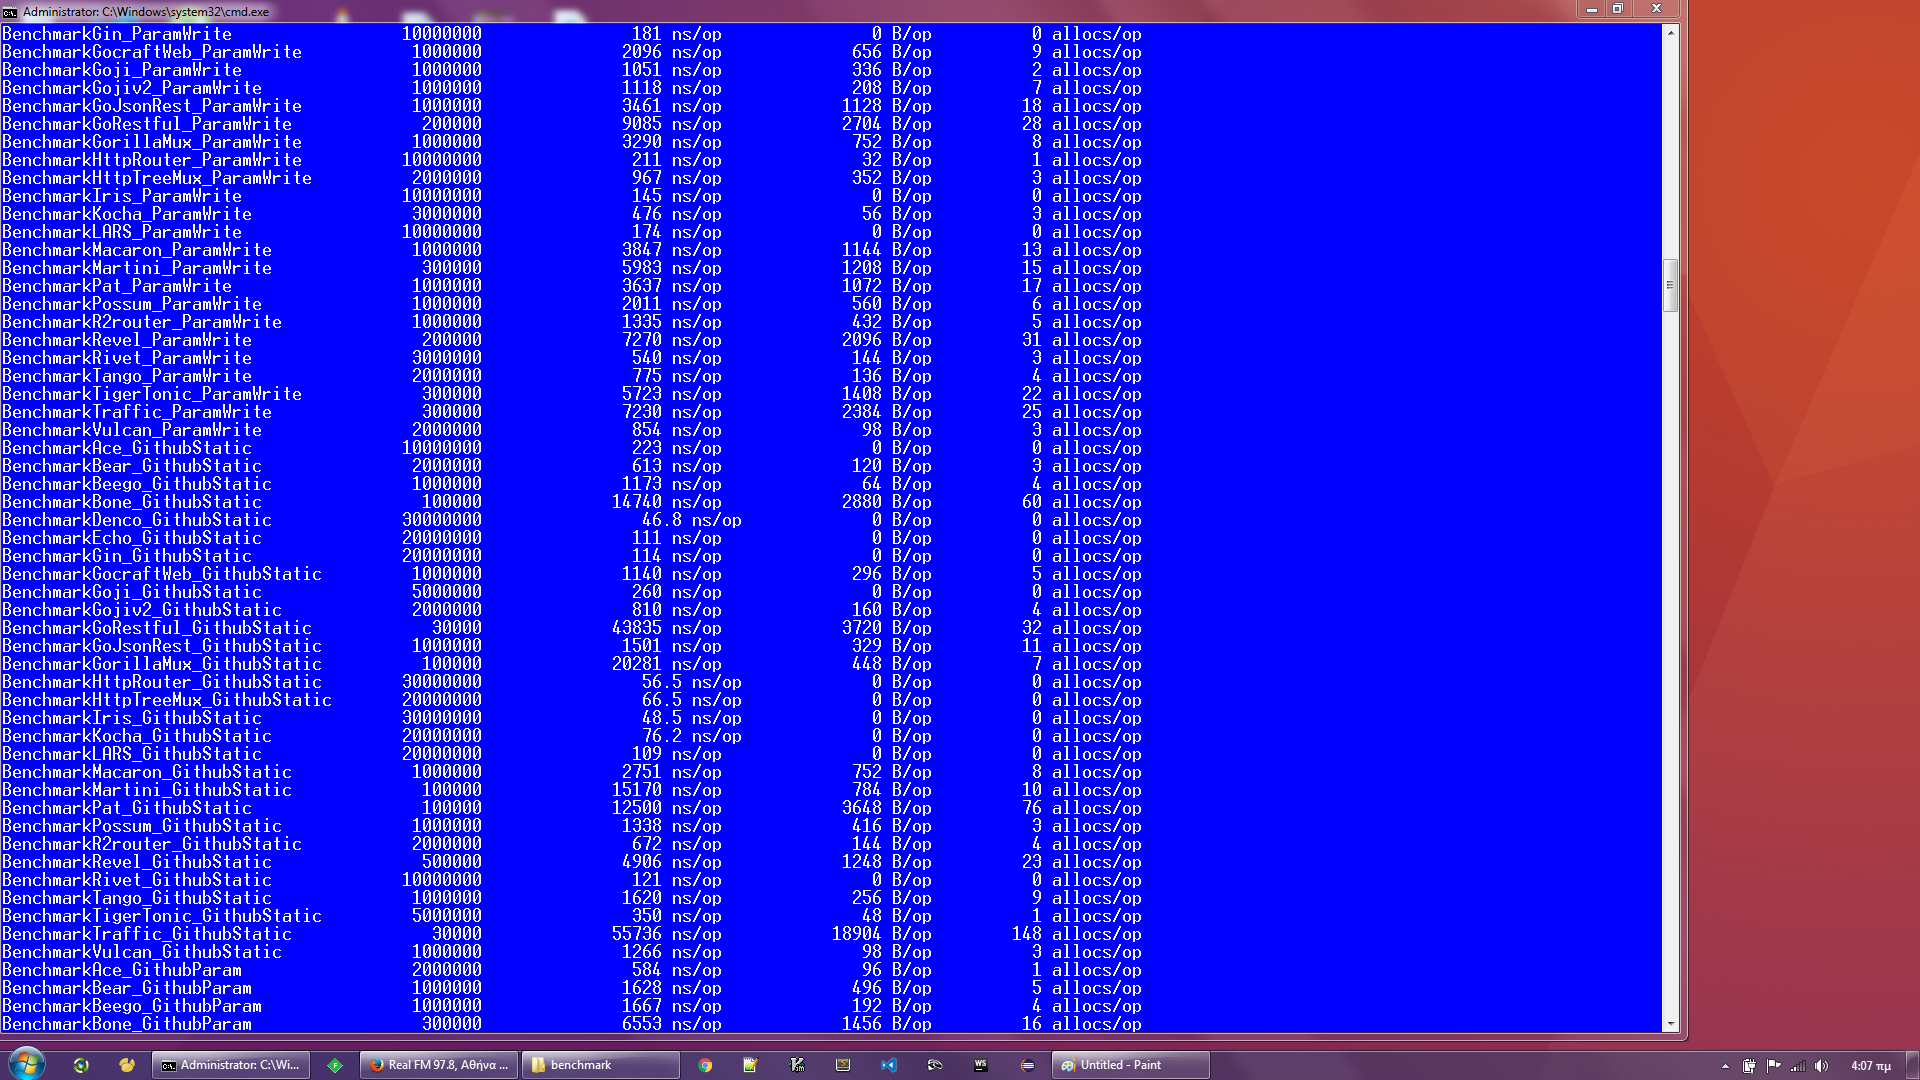 Administrator: C:\Windows\system32\cmd.exe
BenchmarkGin_ParamWrite 10000000 181 ns/op 0 B/op 0 allocs/op
BenchmarkGocraftWeb_ParamWrite 1000000 2096 ns/op 656 B/op 9 allocs/op
BenchmarkGoji_ParamWrite 1000000 1051 ns/op 336 B/op 2 allocs/op
BenchmarkGojiv2_ParamWrite 1000000 1118 ns/op 208 B/op 7 allocs/op
BenchmarkGoJsonRest_ParamWrite 1000000 3461 ns/op 1128 B/op 18 allocs/op
BenchmarkGoRestful_ParamWrite 200000 9085 ns/op 2704 B/op 28 allocs/op
BenchmarkGorillaMux_ParamWrite 1000000 3290 ns/op 752 B/op 8 allocs/op
BenchmarkHttpRouter_ParamWrite 10000000 211 ns/op 32 B/op 1 allocs/op
BenchmarkHttpTreeMux_ParamWrite 2000000 967 ns/op 352 B/op 3 allocs/op
BenchmarkIris_ParamWrite 10000000 145 ns/op 0 B/op 0 allocs/op
BenchmarkKocha_ParamWrite 3000000 476 ns/op 56 B/op 3 allocs/op
BenchmarkLARS_ParamWrite 10000000 174 ns/op 0 B/op 0 allocs/op
BenchmarkMacaron_ParamWrite 1000000 3847 ns/op 1144 B/op 13 allocs/op
BenchmarkMartini_ParamWrite 300000 5983 ns/op 1208 B/op 15 allocs/op
BenchmarkPat_ParamWrite 1000000 3637 ns/op 1072 B/op 17 allocs/op
BenchmarkPossum_ParamWrite 1000000 2011 ns/op 560 B/op 6 allocs/op
BenchmarkR2router_ParamWrite 1000000 1335 ns/op 432 B/op 5 allocs/op
BenchmarkRevel_ParamWrite 200000 7270 ns/op 2096 B/op 31 allocs/op
BenchmarkRivet_ParamWrite 3000000 540 ns/op 144 B/op 3 allocs/op
BenchmarkTango_ParamWrite 2000000 775 ns/op 136 B/op 4 allocs/op
BenchmarkTigerTonic_ParamWrite 300000 5723 ns/op 1408 B/op 22 allocs/op
BenchmarkTraffic_ParamWrite 300000 7230 ns/op 2384 B/op 25 allocs/op
BenchmarkVulcan_ParamWrite 2000000 854 ns/op 98 B/op 3 allocs/op
BenchmarkAce_GithubStatic 10000000 223 ns/op 0 B/op 0 allocs/op
BenchmarkBear_GithubStatic 2000000 613 ns/op 120 B/op 3 allocs/op
BenchmarkBeego_GithubStatic 1000000 1173 ns/op 64 B/op 4 allocs/op
BenchmarkBone_GithubStatic 100000 14740 ns/op 2880 B/op 60 allocs/op
BenchmarkDenco_GithubStatic 30000000 46.8 ns/op 0 B/op 0 allocs/op
BenchmarkEcho_GithubStatic 20000000 111 ns/op 0 B/op 0 allocs/op
BenchmarkGin_GithubStatic 20000000 114 ns/op 0 B/op 0 allocs/op
BenchmarkGocraftWeb_GithubStatic 1000000 1140 ns/op 296 B/op 5 allocs/op
BenchmarkGoji_GithubStatic 5000000 260 ns/op 0 B/op 0 allocs/op
BenchmarkGojiv2_GithubStatic 2000000 810 ns/op 160 B/op 4 allocs/op
BenchmarkGoRestful_GithubStatic 30000 43835 ns/op 3720 B/op 32 allocs/op
BenchmarkGoJsonRest_GithubStatic 1000000 1501 ns/op 329 B/op 11 allocs/op
BenchmarkGorillaMux_GithubStatic 100000 20281 ns/op 448 B/op 7 allocs/op
BenchmarkHttpRouter_GithubStatic 30000000 56.5 ns/op 0 B/op 0 allocs/op
BenchmarkHttpTreeMux_GithubStatic 20000000 66.5 ns/op 0 B/op 0 allocs/op
BenchmarkIris_GithubStatic 30000000 48.5 ns/op 0 B/op 0 allocs/op
BenchmarkKocha_GithubStatic 20000000 76.2 ns/op 0 B/op 0 allocs/op
BenchmarkLARS_GithubStatic 20000000 109 ns/op 0 B/op 0 allocs/op
BenchmarkMacaron_GithubStatic 1000000 2751 ns/op 752 B/op 8 allocs/op
BenchmarkMartini_GithubStatic 100000 15170 ns/op 784 B/op 10 allocs/op
BenchmarkPat_GithubStatic 100000 12500 ns/op 3648 B/op 76 allocs/op
BenchmarkPossum_GithubStatic 1000000 1338 ns/op 416 B/op 3 allocs/op
BenchmarkR2router_GithubStatic 2000000 672 ns/op 144 B/op 4 allocs/op
BenchmarkRevel_GithubStatic 500000 4906 ns/op 1248 B/op 23 allocs/op
BenchmarkRivet_GithubStatic 10000000 121 ns/op 0 B/op 0 allocs/op
BenchmarkTango_GithubStatic 1000000 1620 ns/op 256 B/op 9 allocs/op
BenchmarkTigerTonic_GithubStatic 5000000 350 ns/op 48 B/op 1 allocs/op
BenchmarkTraffic_GithubStatic 30000 55736 ns/op 18904 B/op 148 allocs/op
BenchmarkVulcan_GithubStatic 1000000 1266 ns/op 98 B/op 3 allocs/op
BenchmarkAce_GithubParam 2000000 584 ns/op 96 B/op 1 allocs/op
BenchmarkBear_GithubParam 1000000 1628 ns/op 496 B/op 5 allocs/op
BenchmarkBeego_GithubParam 1000000 1667 ns/op 192 B/op 4 allocs/op
BenchmarkBone_GithubParam 300000 6553 ns/op 1456 B/op 16 allocs/op
Administrator: C:\Wi... Real FM 97.8, Αθήνα ... benchmark WS Untitled - Paint 4:07 πμ